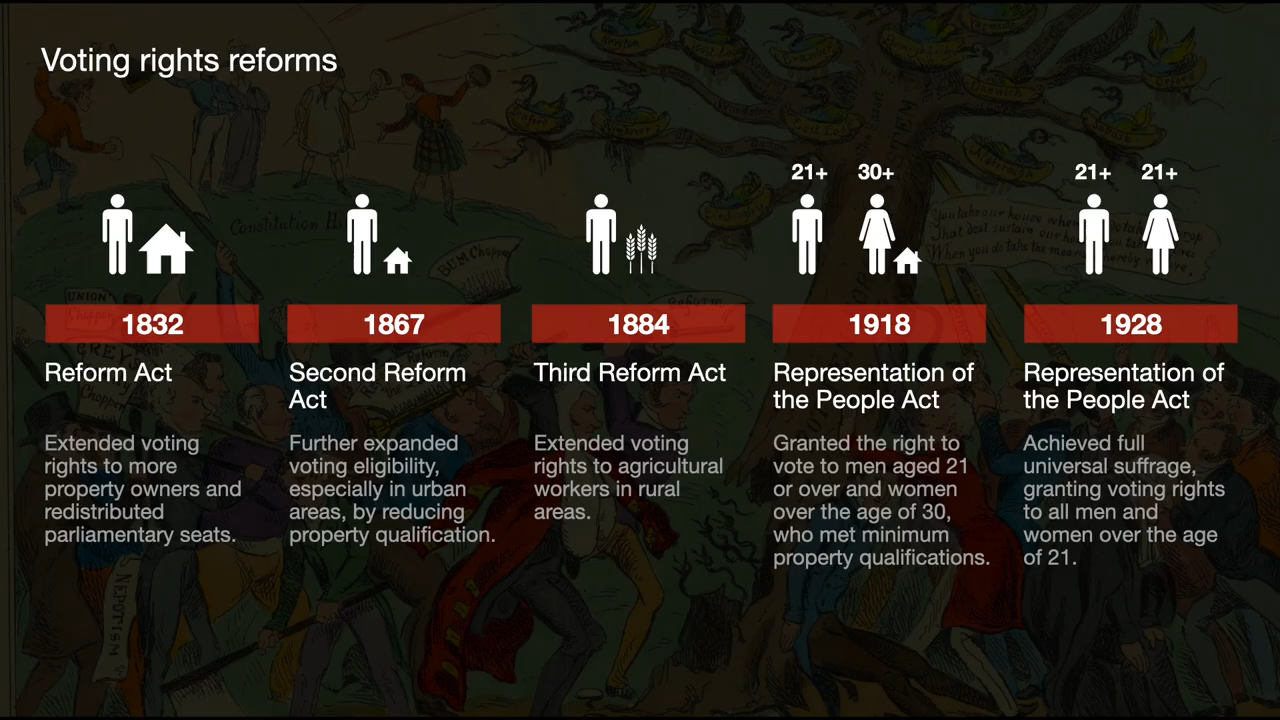 Voting rights reforms
1832
Reform Act
Extended voting
rights to more
property owners and
redistributed
parliamentary seats.
1867
Second Reform
Act
Further expanded
voting eligibility,
especially in urban
areas, by reducing
property qualification.
1884
Third Reform Act
Extended voting
rights to agricultural
workers in rural
areas.
21+ 30+
1918
Representation of
the People Act
Granted the right to
vote to men aged 21
or over and women
over the age of 30,
who met minimum
property qualifications.
21+ 21+
1928
Representation of
the People Act
Achieved full
universal suffrage,
granting voting rights
to all men and
women over the age
of 21.
Constitution
UNION
GREY
Reform
NEPOTISM